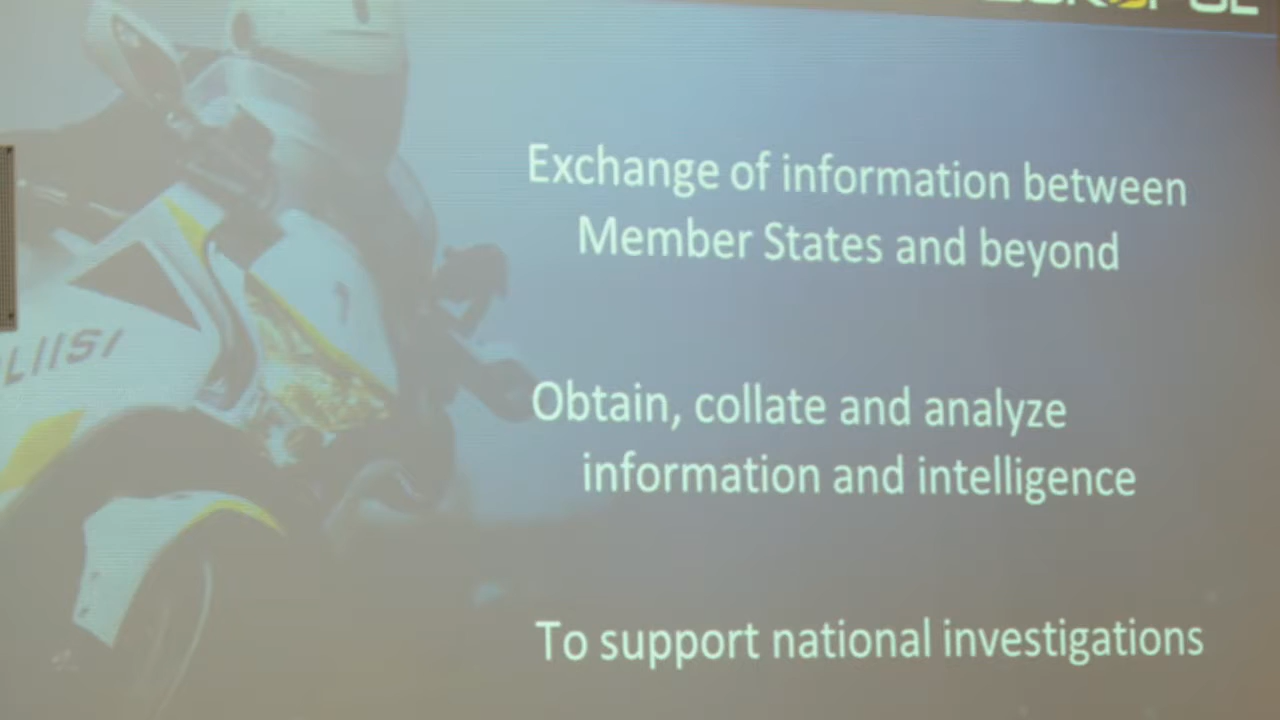 Exchange of information between
Member States and beyond
Obtain, collate and analyze
information and intelligence
To support national investigations
LIISI